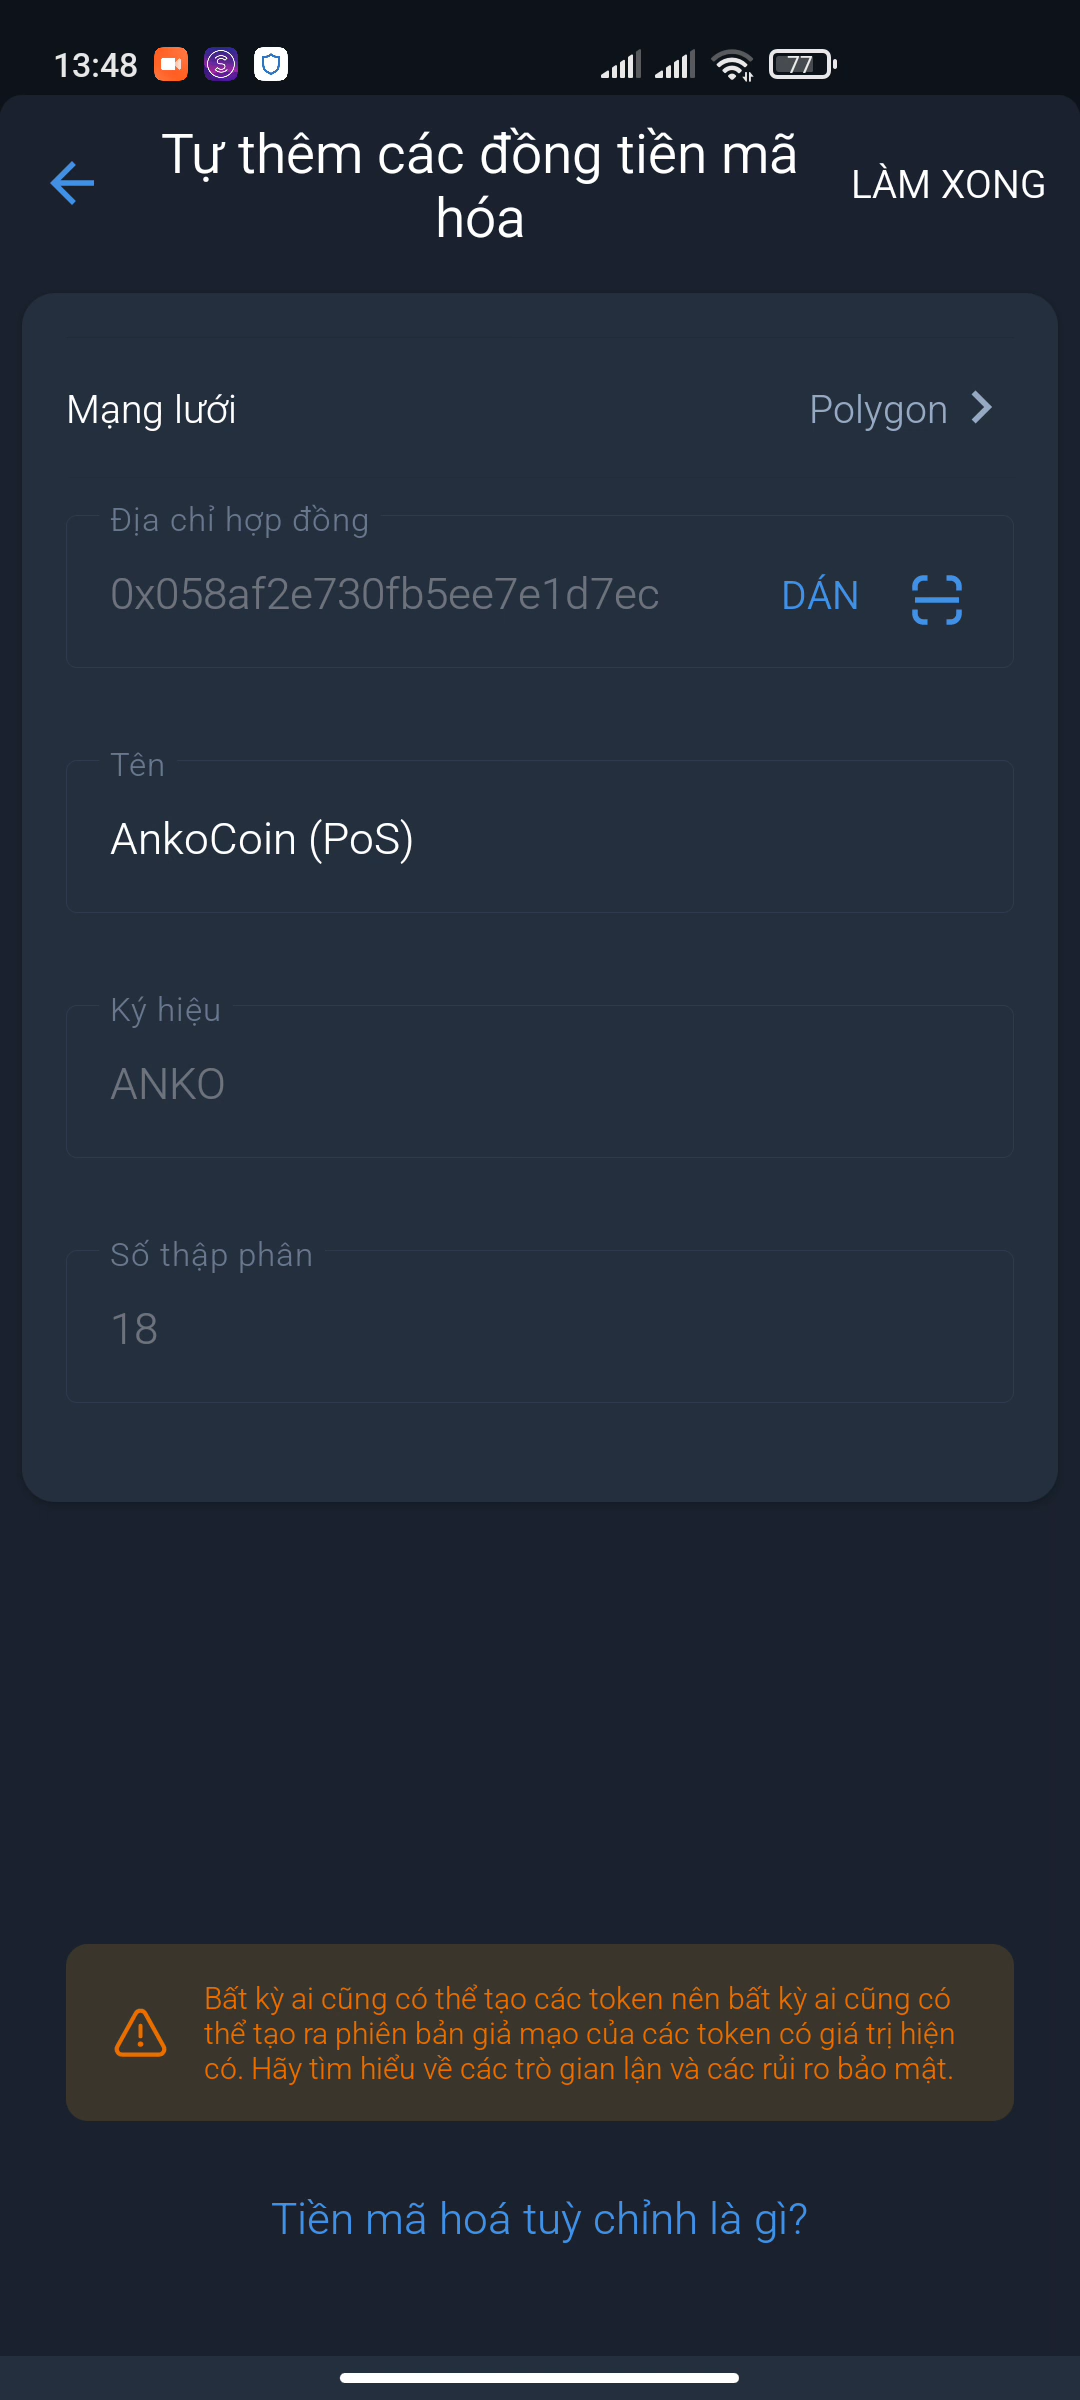 13:48
77
Tự thêm các đồng tiền mã
hóa
LÀM XONG
Mạng lưới
Polygon
Địa chỉ hợp đồng
0x058af2e730fb5ee7e1d7ec
DÁN
Tên
AnkoCoin (PoS)
Ký hiệu
ANKO
Số thập phân
18
Bất kỳ ai cũng có thể tạo các token nên bất kỳ ai cũng có
thể tạo ra phiên bản giả mạo của các token có giá trị hiện
có. Hãy tìm hiểu về các trò gian lận và các rủi ro bảo mật.
Tiền mã hoá tuỳ chỉnh là gì?